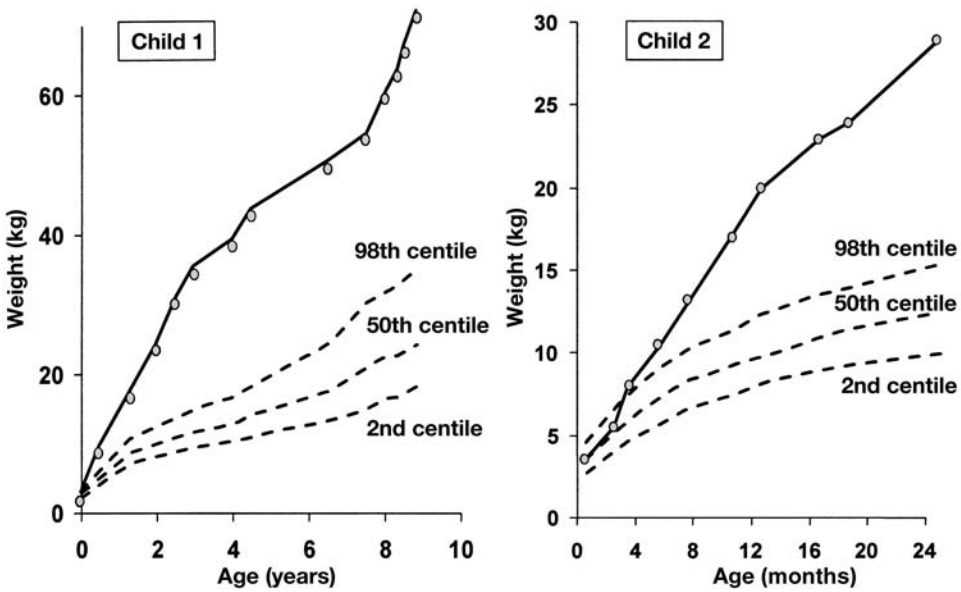 Child 1
Weight (kg)
60
40
20
0
98th centile
50th centile
2nd centile
0 2 4 6 8 10
Age (years)
Child 2
Weight (kg)
30
25
20
15
10
5
0
98th centile
50th centile
2nd centile
0 4 8 12 16 20 24
Age (months)